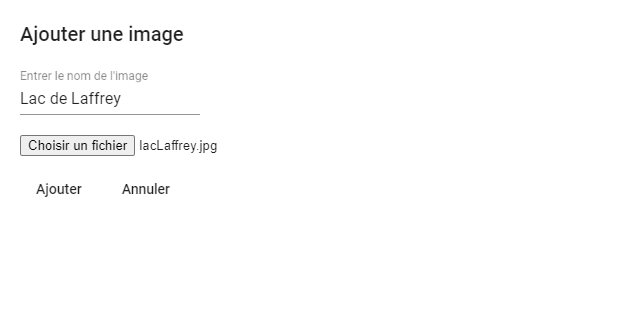 Ajouter une image
Entrer le nom de l'image
Lac de Laffrey
Choisir un fichier lacLaffrey.jpg
Ajouter Annuler